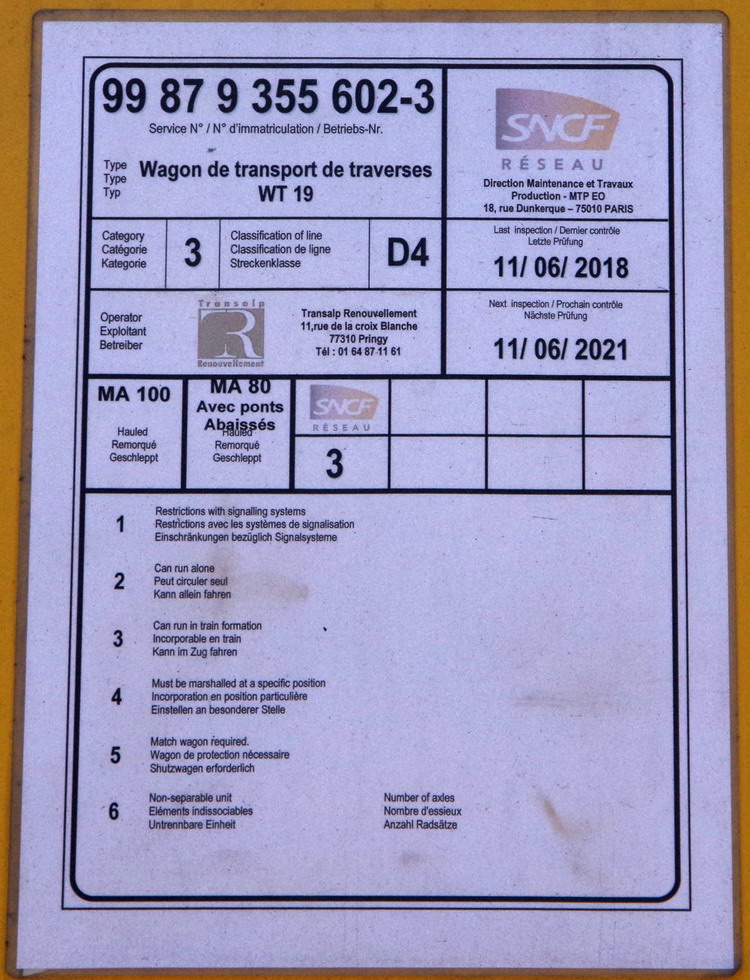 99 87 9 355 602-3
Service N° / N° d'immatriculation / Betriebs-Nr.
Type
Type
Typ
Wagon de transport de traverses
WT 19
SNCF
RÉSEAU
Direction Maintenance et Travaux
Production - MTP EO
18, rue Dunkerque – 75010 PARIS
Category
Catégorie
Kategorie
3
Classification of line
Classification de ligne
Streckenklasse
D4
Last inspection / Dernier contrôle
Letzte Prüfung
11/ 06/ 2018
Operator
Exploitant
Betreiber
Transalp
R
Renouvellement
Transalp Renouvellement
11,rue de la croix Blanche
77310 Pringy
Tél : 01 64 87 11 61
Next inspection / Prochain contrôle
Nächste Prüfung
11/ 06/ 2021
MA 100
Hauled
Remorqué
Geschleppt
MA 80
Avec ponts
Abaissés
Hauled
Remorqué
Geschleppt
SNCF
RÉSEAU
3
1
Restrictions with signalling systems
Restrictions avec les systèmes de signalisation
Einschränkungen bezüglich Signalsysteme
2
Can run alone
Peut circuler seul
Kann allein fahren
3
Can run in train formation
Incorporable en train
Kann im Zug fahren
4
Must be marshalled at a specific position
Incorporation en position particulière
Einstellen an besonderer Stelle
5
Match wagon required.
Wagon de protection nécessaire
Shutzwagen erforderlich
6
Non-separable unit
Eléments indissociables
Untrennbare Einheit
Number of axles
Nombre d'essieux
Anzahl Radsätze